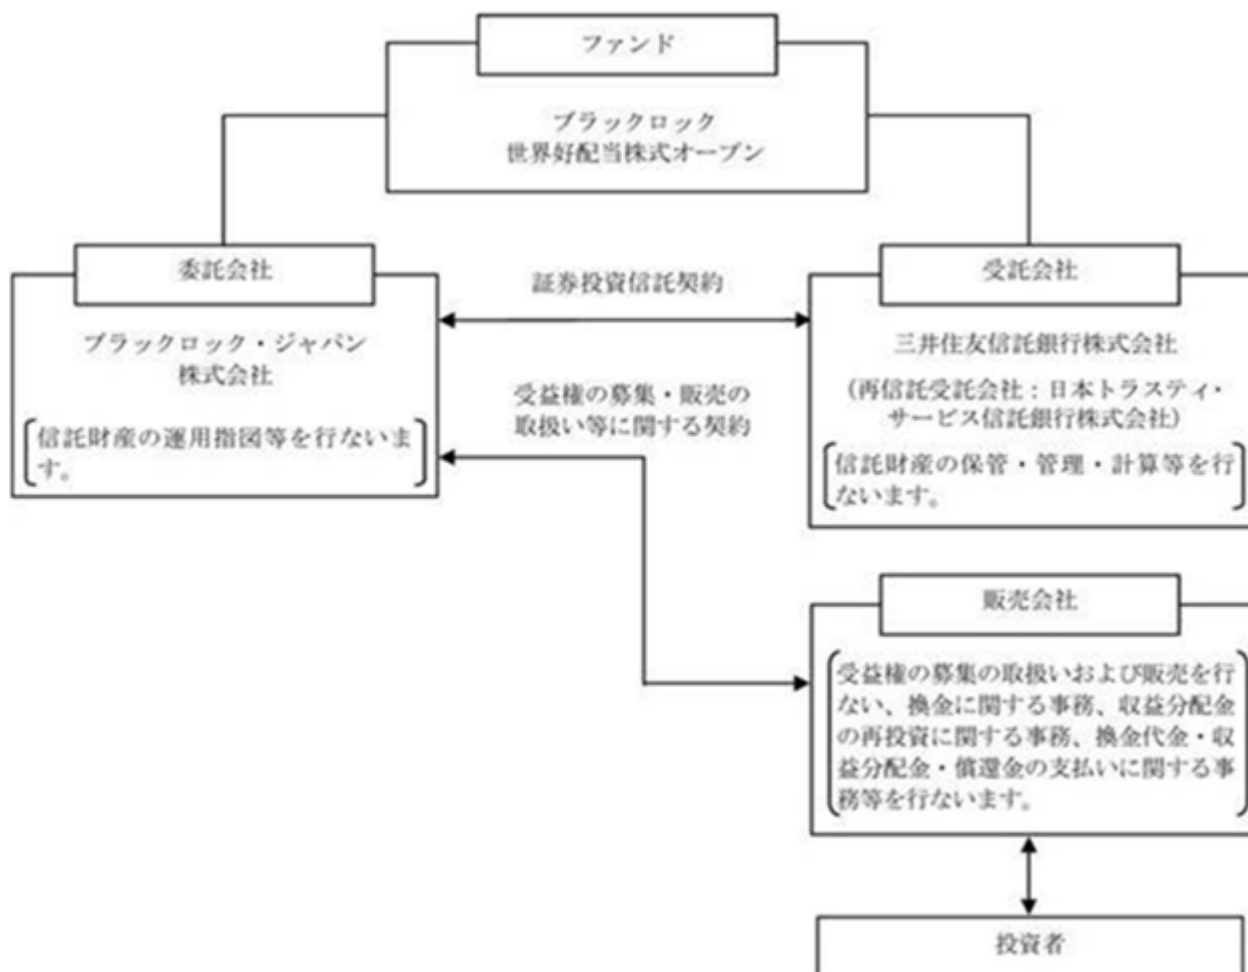 ファンド
ブラックロック
世界好配当株式オープン
委託会社
ブラックロック・ジャパン
株式会社
信託財産の運用指図等を行ないま
す。
証券投資信託契約
受益権の募集・販売の
取扱い等に関する契約
受託会社
三井住友信託銀行株式会社
（再信託受託会社：日本トラスティ・
サービス信託銀行株式会社）
信託財産の保管・管理・計算等を行
ないます。
販売会社
受益権の募集の取扱いおよび販売を行
ない、換金に関する事務、収益分配金
の再投資に関する事務、換金代金・収
益分配金・償還金の支払いに関する事
務等を行ないます。
投資者